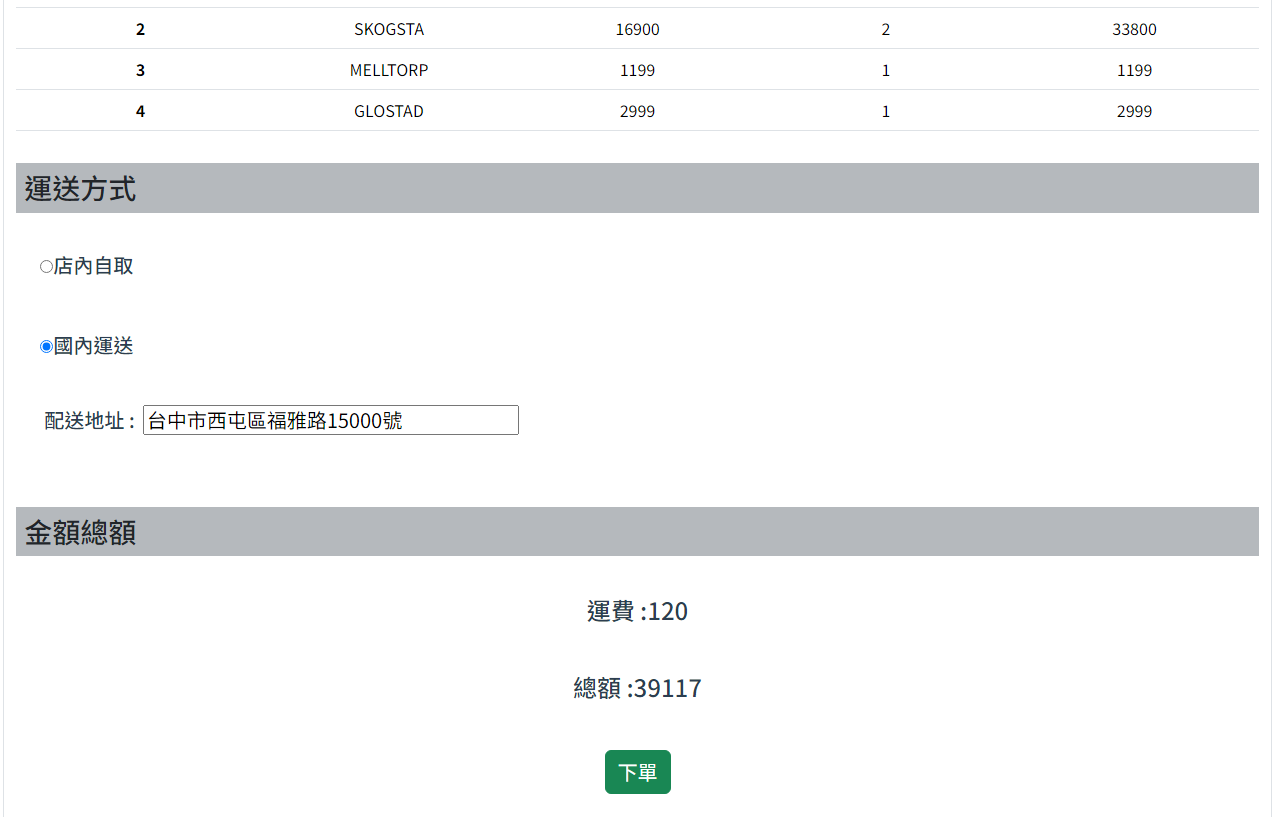 2 SKOGSTA 16900 2 33800
3 MELLTORP 1199 1 1199
4 GLOSTAD 2999 1 2999
運送方式
店內自取
國內運送
配送地址 : 台中市西屯區福雅路15000號
金額總額
運費 :120
總額 :39117
下單